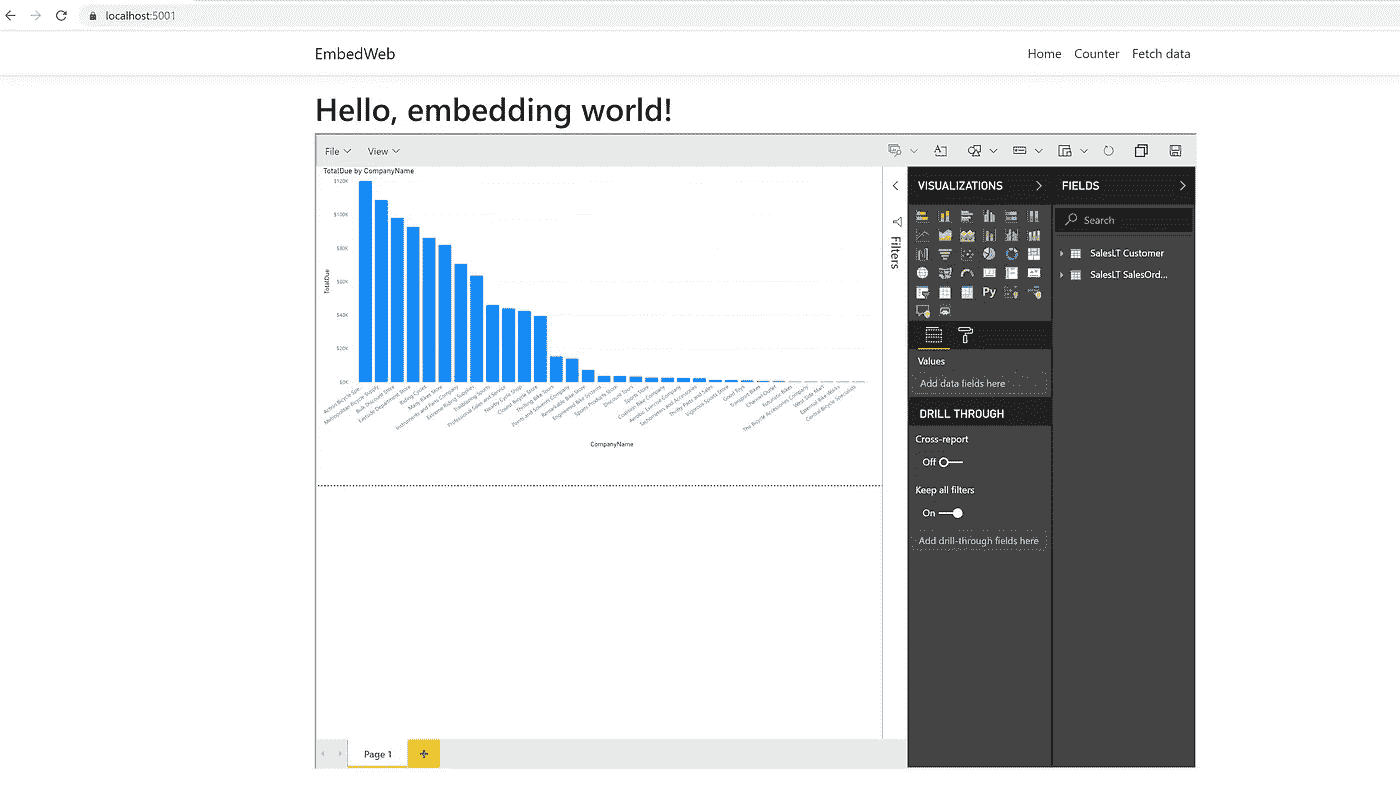 localhost:5001
EmbedWeb
Home Counter Fetch data
Hello, embedding world!
File View
TotalDue by CompanyName
$120K
$100K
$80K
$60K
$40K
$20K
$0K
TotalDue
Action Bicycle Spe...
Metropolitan Bicycle Supply
Bulk Discount Store
Eastside Department Store
Riding Cycles
Many Bikes Store
Instruments and Parts Company
Extreme Riding Supplies
Trailblazing Sports
Professional Sales and Service
Nearby Cycle Shop
Closest Bicycle Store
Thrilling Bike Tours
Paints and Solvents Company
Remarkable Bike Store
Engineered Bike Systems
Sports Products Store
Discount Tours
Sports Store
Coalition Bike Company
Aerobic Exercise Company
Tachometers and Accessories
Thrifty Parts and Sales
Vigorous Sports Store
Good Toys
Transport Bikes
Channel Outlet
Futuristic Bikes
The Bicycle Accessories Company
West Side Mart
External Bike Works
Central Bicycle Specialists
CompanyName
Filters
VISUALIZATIONS
Py
Values
Add data fields here
DRILL THROUGH
Cross-report
Off
Keep all filters
On
Add drill-through fields here
FIELDS
Search
SalesLT Customer
SalesLT SalesOrd...
Page 1